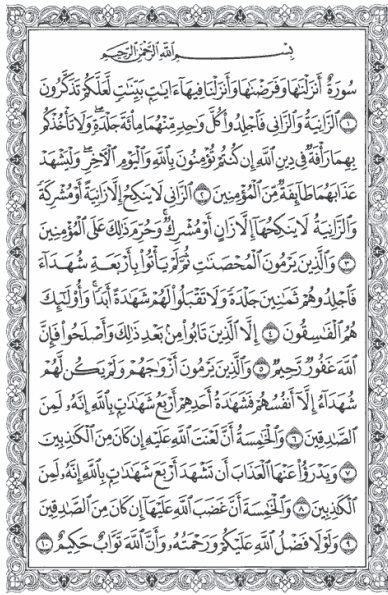 بِسْمِ ٱللَّهِ ٱلرَّحْمَٰنِ ٱلرَّحِيمِ
سُورَةٌ أَنزَلْنَٰهَا وَفَرَضْنَٰهَا وَأَنزَلْنَا فِيهَآ ءَايَٰتٍۭ بَيِّنَٰتٍ لَّعَلَّكُمْ تَذَكَّرُونَ
۝١ ٱلزَّانِيَةُ وَٱلزَّانِى فَٱجْلِدُوا۟ كُلَّ وَٰحِدٍ مِّنْهُمَا مِا۟ئَةَ جَلْدَةٍ ۖ وَلَا تَأْخُذْكُم
بِهِمَا رَأْفَةٌ فِى دِينِ ٱللَّهِ إِن كُنتُمْ تُؤْمِنُونَ بِٱللَّهِ وَٱلْيَوْمِ ٱلْءَاخِرِ ۖ وَلْيَشْهَدْ
عَذَابَهُمَا طَآئِفَةٌ مِّنَ ٱلْمُؤْمِنِينَ ۝٢ ٱلزَّانِى لَا يَنكِحُ إِلَّا زَانِيَةً أَوْ مُشْرِكَةً
وَٱلزَّانِيَةُ لَا يَنكِحُهَآ إِلَّا زَانٍ أَوْ مُشْرِكٌ ۚ وَحُرِّمَ ذَٰلِكَ عَلَى ٱلْمُؤْمِنِينَ
۝٣ وَٱلَّذِينَ يَرْمُونَ ٱلْمُحْصَنَٰتِ ثُمَّ لَمْ يَأْتُوا۟ بِأَرْبَعَةِ شُهَدَآءَ
فَٱجْلِدُوهُمْ ثَمَٰنِينَ جَلْدَةً وَلَا تَقْبَلُوا۟ لَهُمْ شَهَٰدَةً أَبَدًا ۚ وَأُو۟لَٰٓئِكَ
هُمُ ٱلْفَٰسِقُونَ ۝٤ إِلَّا ٱلَّذِينَ تَابُوا۟ مِنۢ بَعْدِ ذَٰلِكَ وَأَصْلَحُوا۟ فَإِنَّ
ٱللَّهَ غَفُورٌ رَّحِيمٌ ۝٥ وَٱلَّذِينَ يَرْمُونَ أَزْوَٰجَهُمْ وَلَمْ يَكُن لَّهُمْ
شُهَدَآءُ إِلَّآ أَنفُسُهُمْ فَشَهَٰدَةُ أَحَدِهِمْ أَرْبَعُ شَهَٰدَٰتٍۭ بِٱللَّهِ ۙ إِنَّهُۥ لَمِنَ
ٱلصَّٰدِقِينَ ۝٦ وَٱلْخَٰمِسَةُ أَنَّ لَعْنَتَ ٱللَّهِ عَلَيْهِ إِن كَانَ مِنَ ٱلْكَٰذِبِينَ
۝٧ وَيَدْرَؤُا۟ عَنْهَا ٱلْعَذَابَ أَن تَشْهَدَ أَرْبَعَ شَهَٰدَٰتٍۭ بِٱللَّهِ ۙ إِنَّهُۥ لَمِنَ
ٱلْكَٰذِبِينَ ۝٨ وَٱلْخَٰمِسَةَ أَنَّ غَضَبَ ٱللَّهِ عَلَيْهَآ إِن كَانَ مِنَ ٱلصَّٰدِقِينَ
۝٩ وَلَوْلَا فَضْلُ ٱللَّهِ عَلَيْكُمْ وَرَحْمَتُهُۥ وَأَنَّ ٱللَّهَ تَوَّابٌ حَكِيمٌ ۝١٠